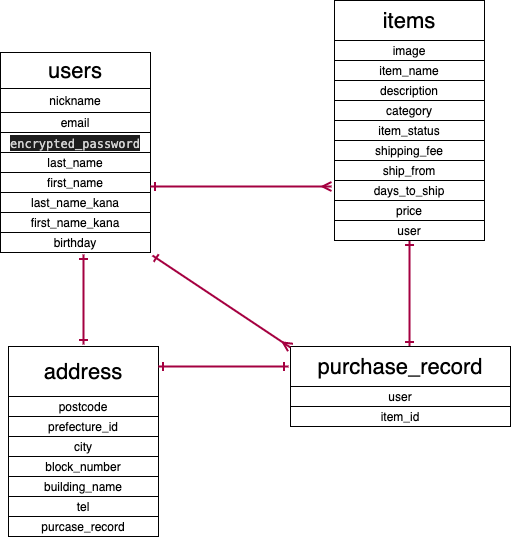 users
nickname
email
encrypted_password
last_name
first_name
last_name_kana
first_name_kana
birthday
items
image
item_name
description
category
item_status
shipping_fee
ship_from
days_to_ship
price
user
address
postcode
prefecture_id
city
block_number
building_name
tel
purcase_record
purchase_record
user
item_id